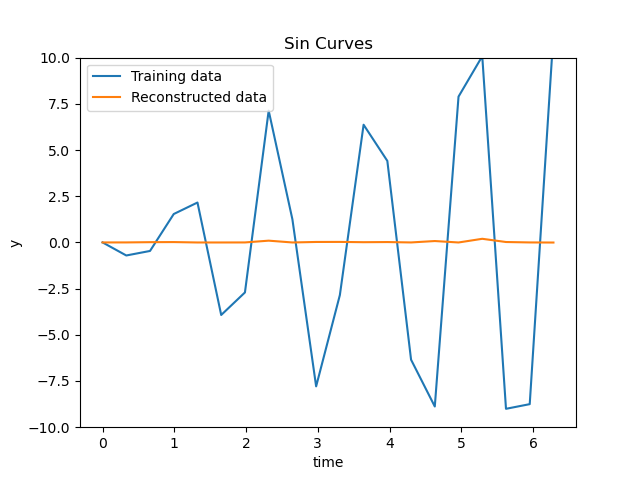 Sin Curves
Training data
Reconstructed data
10.0
7.5
5.0
2.5
0.0
−2.5
−5.0
−7.5
−10.0
y
0 1 2 3 4 5 6
time